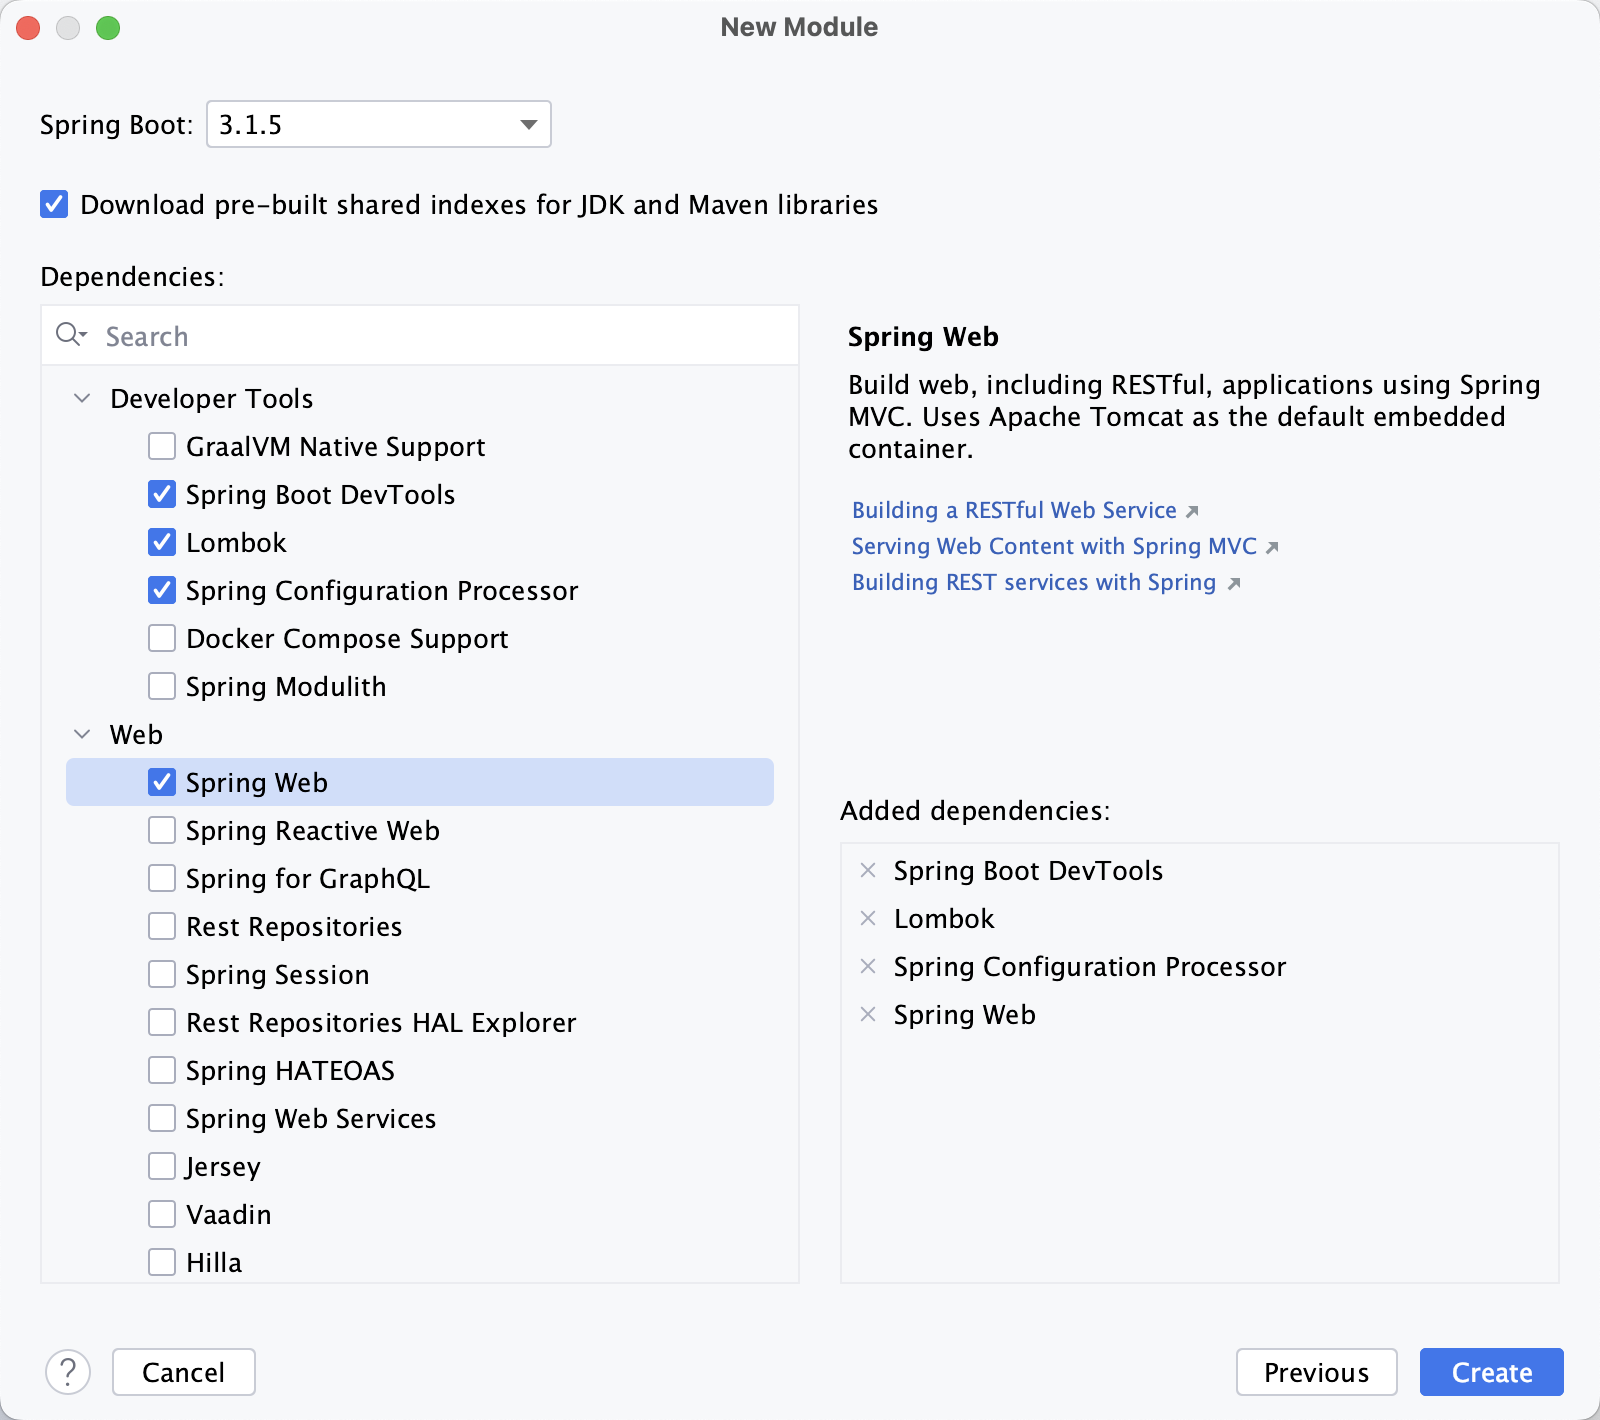 New Module
Spring Boot: 3.1.5
Download pre-built shared indexes for JDK and Maven libraries
Dependencies:
Search
Developer Tools
GraalVM Native Support
Spring Boot DevTools
Lombok
Spring Configuration Processor
Docker Compose Support
Spring Modulith
Web
Spring Web
Spring Reactive Web
Spring for GraphQL
Rest Repositories
Spring Session
Rest Repositories HAL Explorer
Spring HATEOAS
Spring Web Services
Jersey
Vaadin
Hilla
Spring Web
Build web, including RESTful, applications using Spring
MVC. Uses Apache Tomcat as the default embedded
container.
Building a RESTful Web Service
Serving Web Content with Spring MVC
Building REST services with Spring
Added dependencies:
Spring Boot DevTools
Lombok
Spring Configuration Processor
Spring Web
?
Cancel
Previous
Create